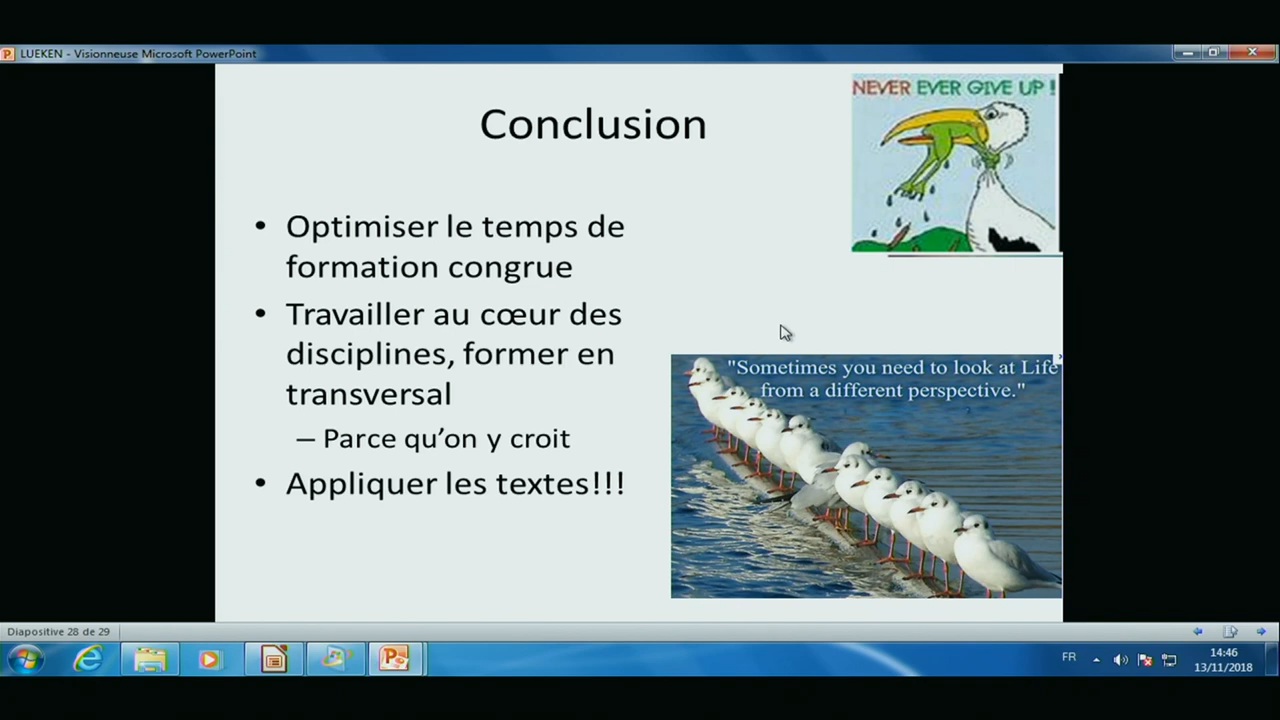 LUEKEN - Visionneuse Microsoft PowerPoint
NEVER EVER GIVE UP !
Conclusion
• Optimiser le temps de
formation congrue
• Travailler au cœur des
disciplines, former en
transversal
– Parce qu’on y croit
• Appliquer les textes!!!
"Sometimes you need to look at Life
from a different perspective."
Diapositive 28 de 29
FR
14:46
13/11/2018